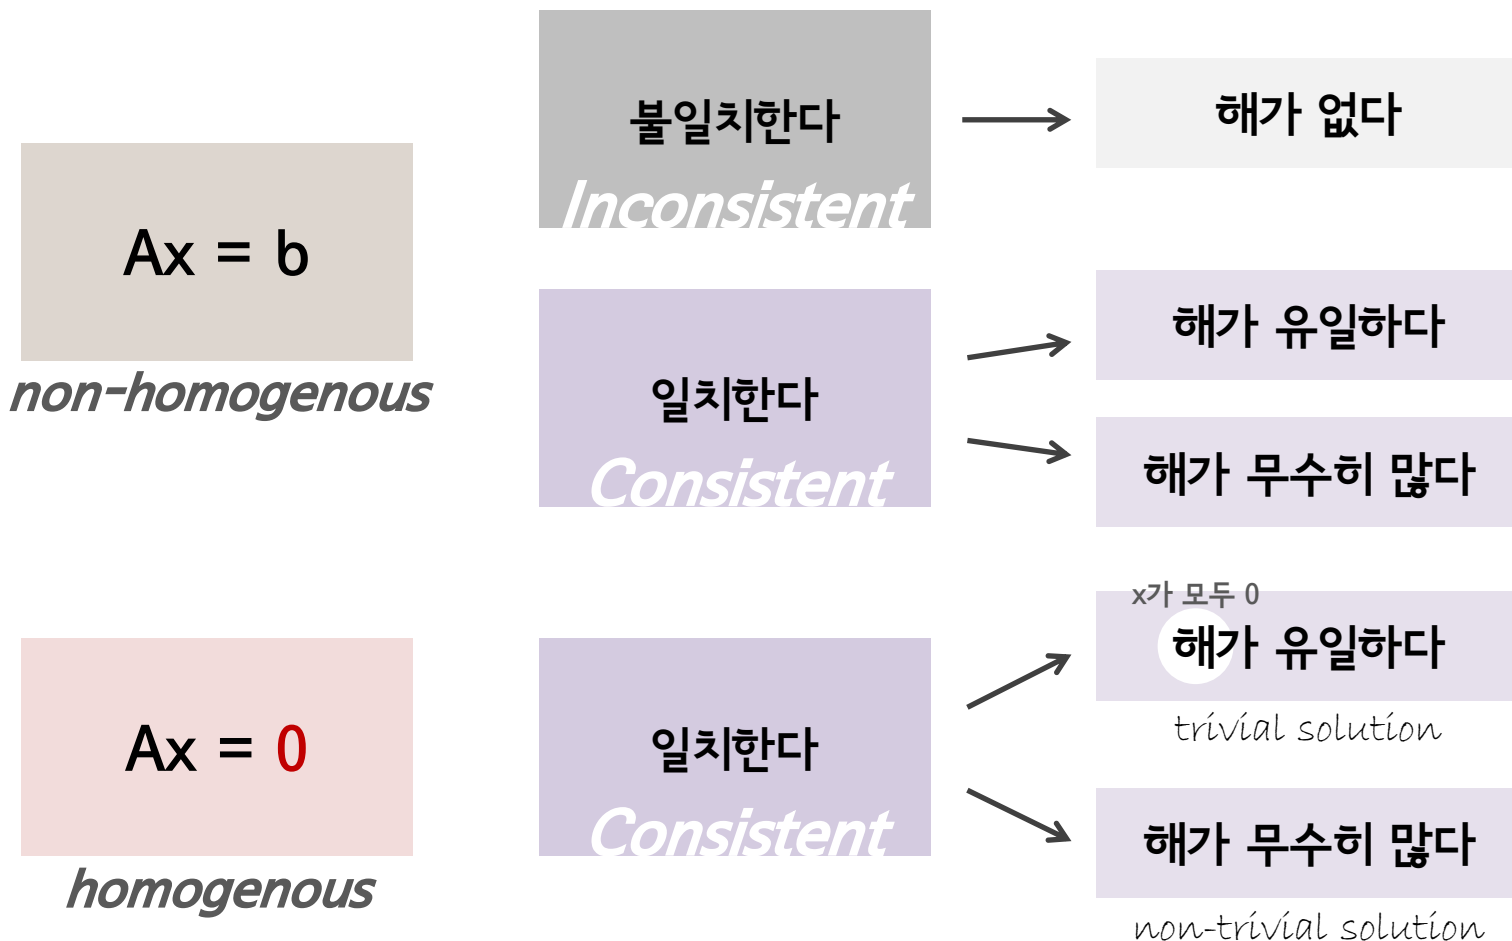 Ax = b
non-homogenous
불일치한다
Inconsistent
해가 없다
일치한다
Consistent
해가 유일하다
해가 무수히 많다
Ax = 0
homogenous
일치한다
Consistent
x가 모두 0
해가 유일하다
trivial solution
해가 무수히 많다
non-trivial solution